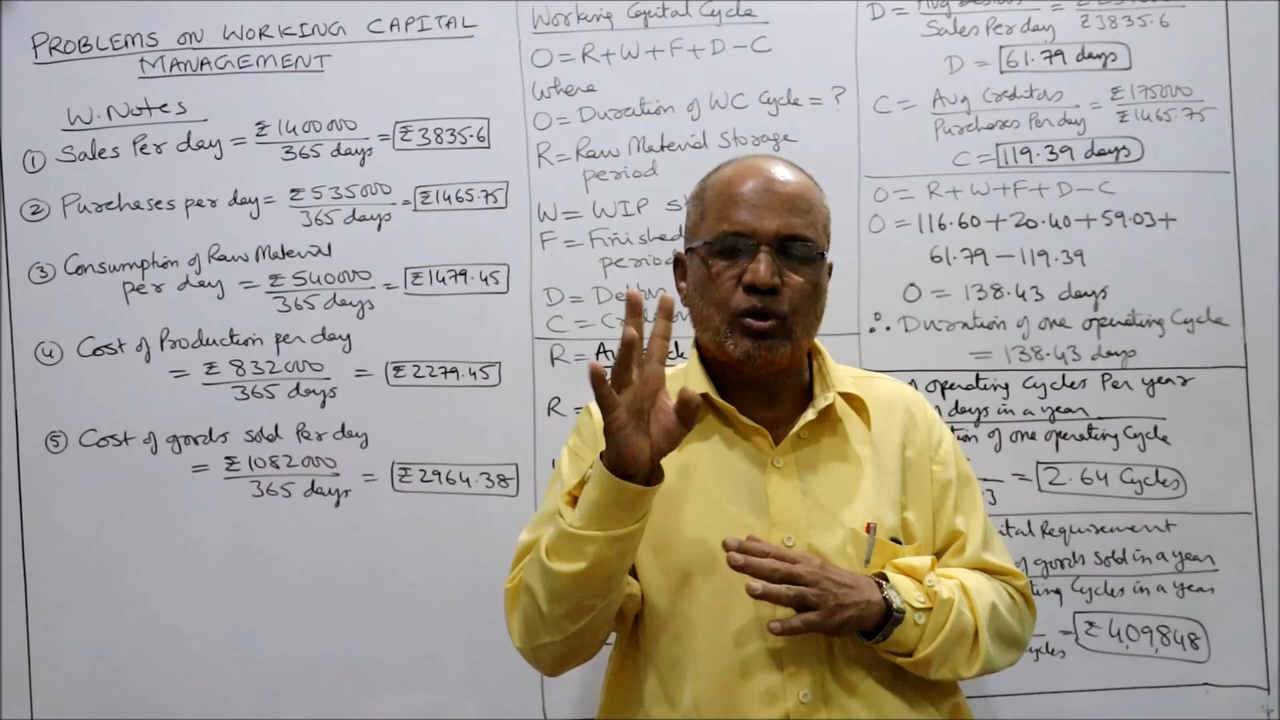 PROBLEMS ON WORKING CAPITAL
MANAGEMENT
W. Notes
① Sales Per day = ₹1400000 / 365 days = ₹3835.6
② Purchases per day = ₹535000 / 365 days = ₹1465.75
③ Consumption of Raw Material
per day = ₹540000 / 365 days = ₹1479.45
④ Cost of Production per day
= ₹832000 / 365 days = ₹2279.45
⑤ Cost of goods sold Per day
= ₹1082000 / 365 days = ₹2964.38
Working Capital Cycle
O = R+W+F+D-C
Where
O = Duration of WC Cycle = ?
R = Raw Material Storage
period
W = WIP
F = Finished
period
D =
C =
R =
R =
D = / Sales Per day = / ₹3835.6
D = 61.79 days
C = Avg Creditors / Purchases Per day = ₹175000 / ₹1465.75
C = 119.39 days
O = R+W+F+D-C
O = 116.60+20.40+59.03+
61.79-119.39
O = 138.43 days
∴ Duration of one operating Cycle
= 138.43 days
operating Cycles Per year
days in a year
of one operating Cycle
= 2.64 Cycles
Requirement
goods sold in a year
Cycles in a year
= ₹4,09,848